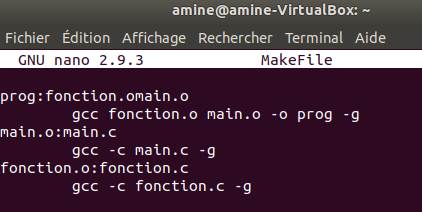 amine@amine-VirtualBox: ~
Fichier Édition Affichage Rechercher Terminal Aide
GNU nano 2.9.3 MakeFile
prog:fonction.omain.o
gcc fonction.o main.o -o prog -g
main.o:main.c
gcc -c main.c -g
fonction.o:fonction.c
gcc -c fonction.c -g